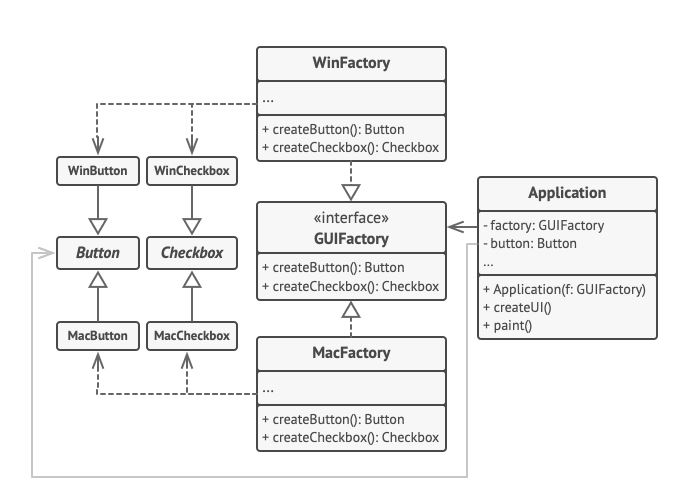 WinFactory
...
+ createButton(): Button
+ createCheckbox(): Checkbox
WinButton
WinCheckbox
Button
Checkbox
MacButton
MacCheckbox
«interface»
GUIFactory
+ createButton(): Button
+ createCheckbox(): Checkbox
MacFactory
...
+ createButton(): Button
+ createCheckbox(): Checkbox
Application
- factory: GUIFactory
- button: Button
...
+ Application(f: GUIFactory)
+ createUI()
+ paint()